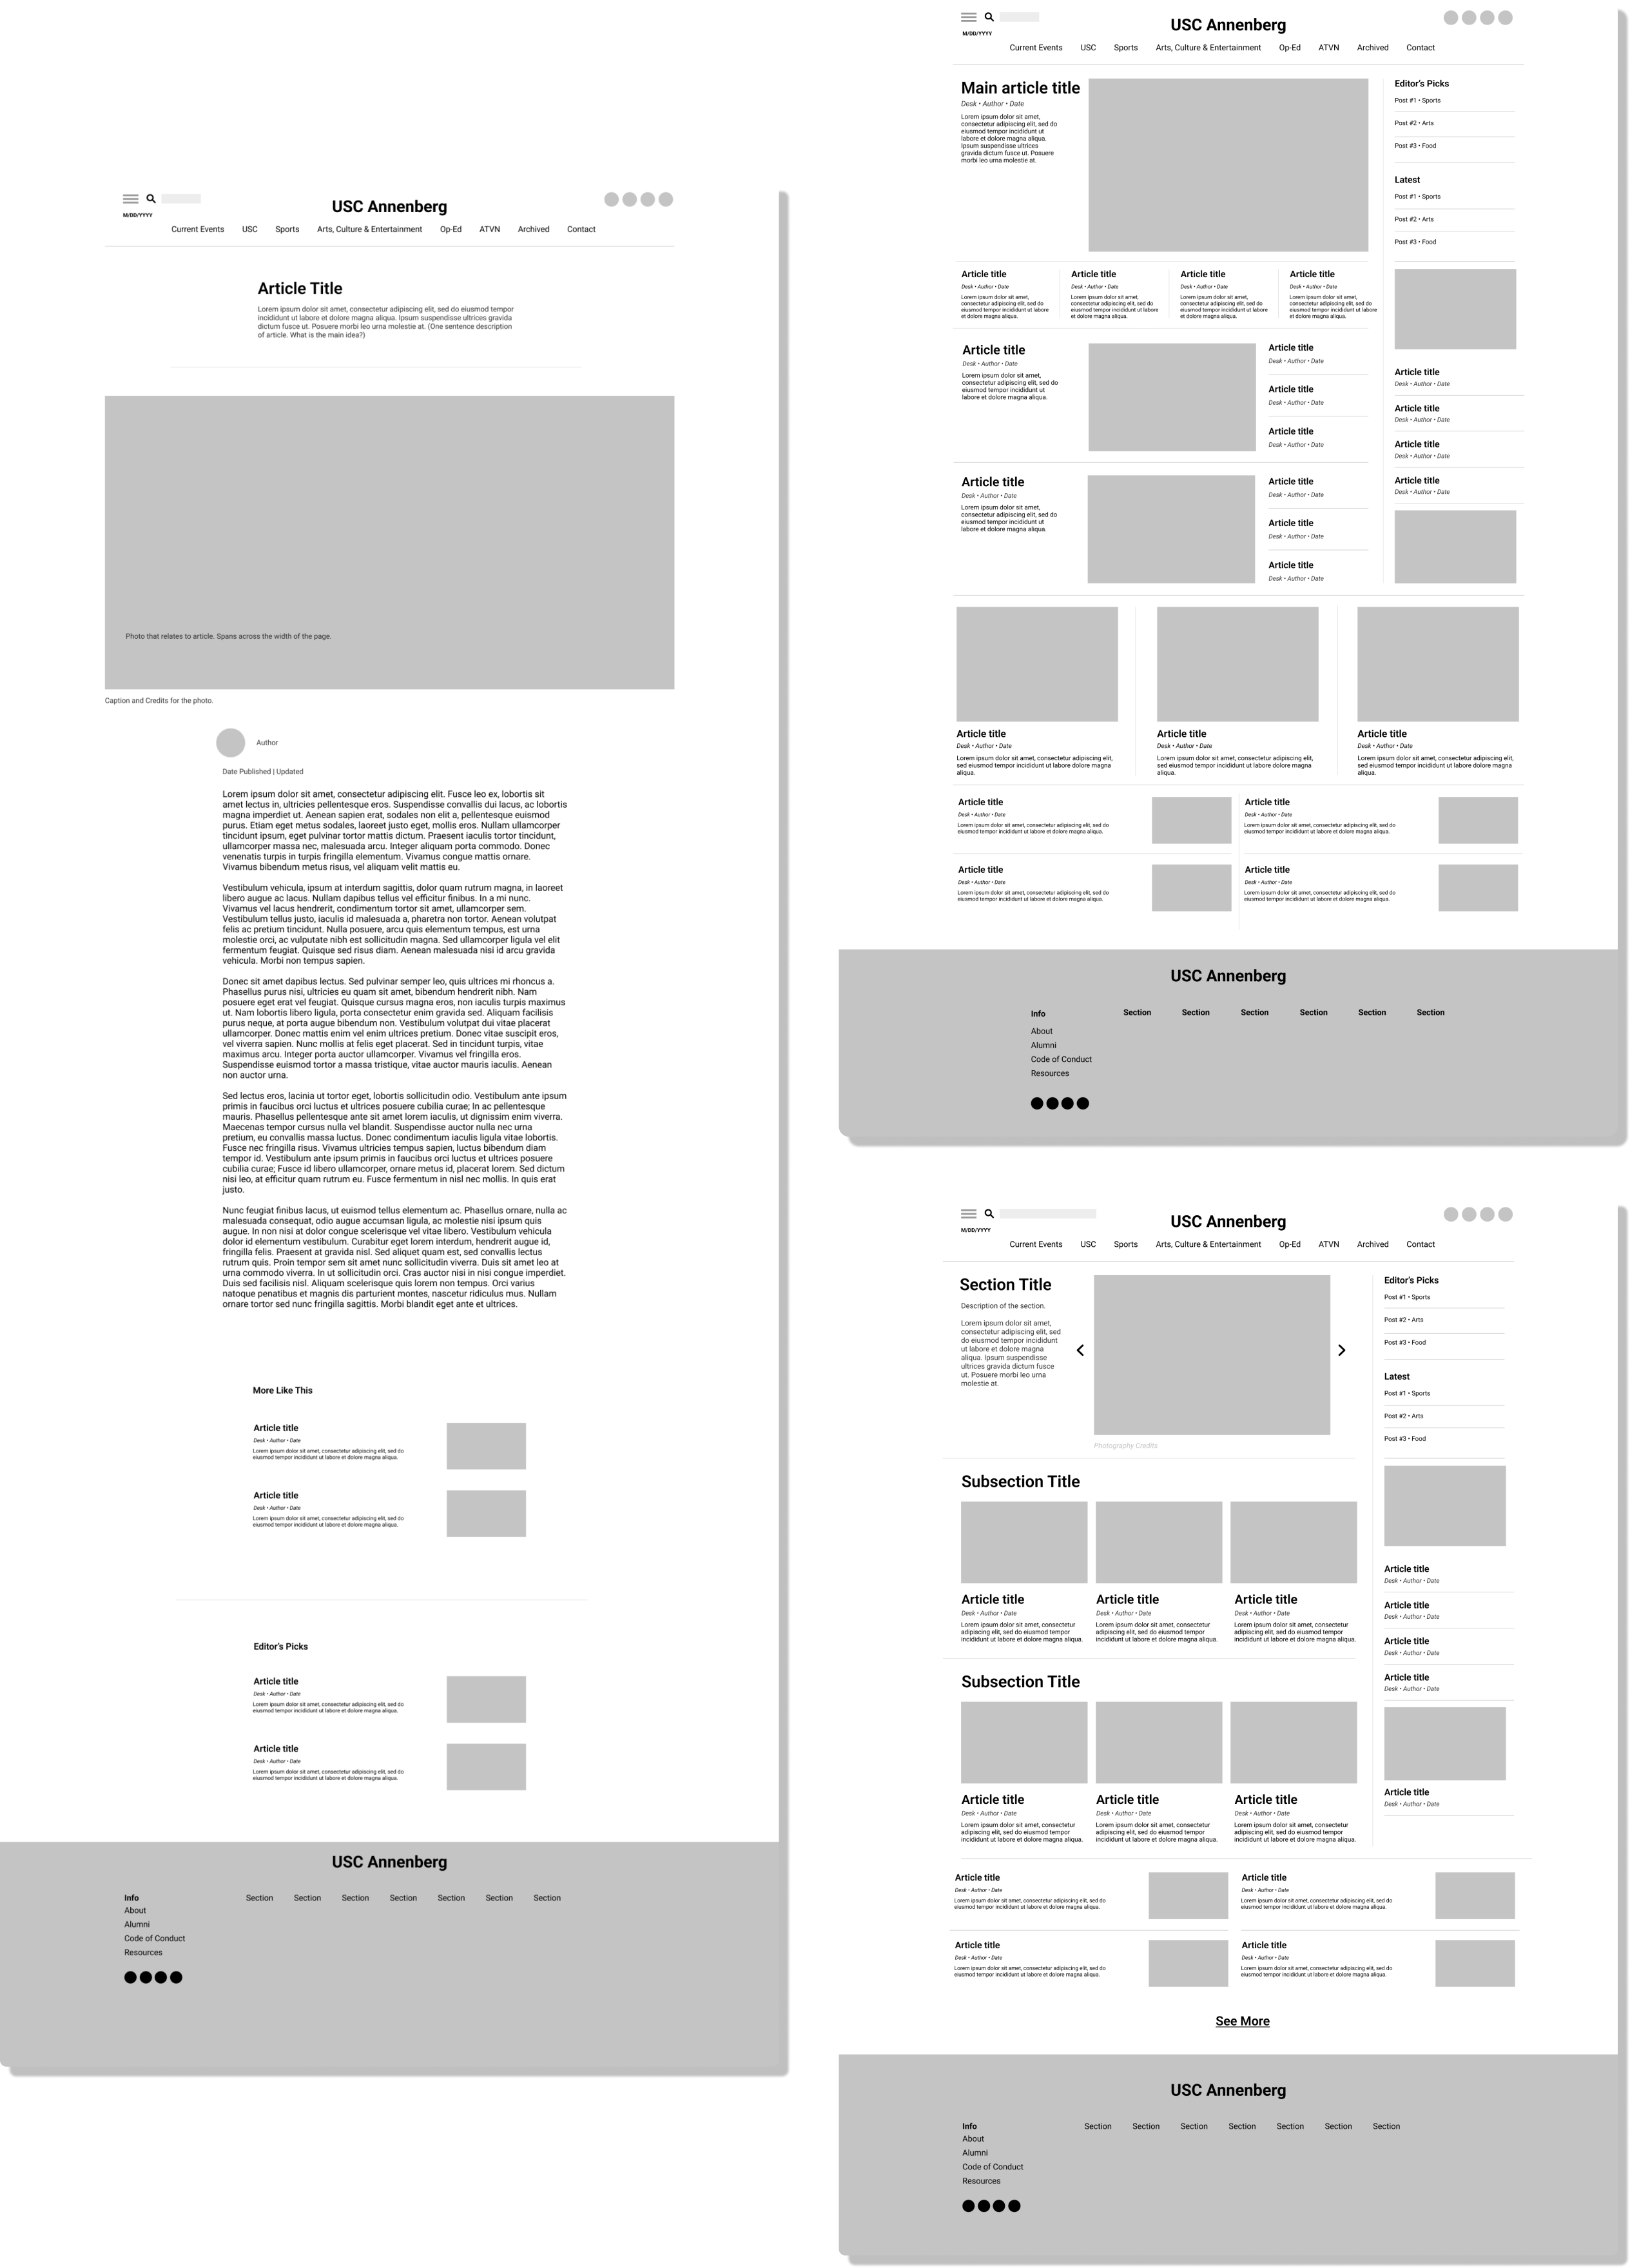 M/DD/YYYY
USC Annenberg
Current Events USC Sports Arts, Culture & Entertainment Op-Ed ATVN Archived Contact
Article Title
Lorem ipsum dolor sit amet, consectetur adipiscing elit, sed do eiusmod tempor
incididunt ut labore et dolore magna aliqua. Ipsum suspendisse ultrices gravida
dictum fusce ut. Posuere morbi leo urna molestie at. (One sentence description
of article. What is the main idea?)
Photo that relates to article. Spans across the width of the page.
Caption and Credits for the photo.
Author
Date Published | Updated
Lorem ipsum dolor sit amet, consectetur adipiscing elit. Fusce leo ex, lobortis sit
amet lectus in, ultricies pellentesque eros. Suspendisse convallis dui lacus, ac lobortis
magna imperdiet ut. Aenean sapien erat, sodales non elit a, pellentesque euismod
purus. Etiam eget metus sodales, laoreet justo eget, mollis eros. Nullam ullamcorper
tincidunt ipsum, eget pulvinar tortor mattis dictum. Praesent iaculis tortor tincidunt,
ullamcorper massa nec, malesuada arcu. Integer aliquam porta commodo. Donec
venenatis turpis in turpis fringilla elementum. Vivamus congue mattis ornare.
Vivamus bibendum metus risus, vel aliquam velit mattis eu.
Vestibulum vehicula, ipsum at interdum sagittis, dolor quam rutrum magna, in laoreet
libero augue ac lacus. Nullam dapibus tellus vel efficitur finibus. In a mi nunc.
Vivamus vel lacus hendrerit, condimentum tortor sit amet, ullamcorper sem.
Vestibulum tellus justo, iaculis id malesuada a, pharetra non tortor. Aenean volutpat
felis ac pretium tincidunt. Nulla posuere, arcu quis elementum tempus, est urna
molestie orci, ac vulputate nibh est sollicitudin magna. Sed ullamcorper ligula vel elit
fermentum feugiat. Quisque sed risus diam. Aenean malesuada nisi id arcu gravida
vehicula. Morbi non tempus sapien.
Donec sit amet dapibus lectus. Sed pulvinar semper leo, quis ultrices mi rhoncus a.
Phasellus purus nisi, ultricies eu quam sit amet, bibendum hendrerit nibh. Nam
posuere eget erat vel feugiat. Quisque cursus magna eros, non iaculis turpis maximus
ut. Nam lobortis libero ligula, porta consectetur enim gravida sed. Aliquam facilisis
purus neque, at porta augue bibendum non. Vestibulum volutpat dui vitae placerat
ullamcorper. Donec mattis enim vel enim ultrices pretium. Donec vitae suscipit eros,
vel viverra sapien. Nunc mollis at felis eget placerat. Sed in tincidunt turpis, vitae
maximus arcu. Integer porta auctor ullamcorper. Vivamus vel fringilla eros.
Suspendisse euismod tortor a massa tristique, vitae auctor mauris iaculis. Aenean
non auctor urna.
Sed lectus eros, lacinia ut tortor eget, lobortis sollicitudin odio. Vestibulum ante ipsum
primis in faucibus orci luctus et ultrices posuere cubilia curae; In ac pellentesque
mauris. Phasellus pellentesque ante sit amet lorem iaculis, ut dignissim enim viverra.
Maecenas tempor cursus nulla vel blandit. Suspendisse auctor nulla nec urna
pretium, eu convallis massa luctus. Donec condimentum iaculis ligula vitae lobortis.
Fusce nec fringilla risus. Vivamus ultricies tempus sapien, luctus bibendum diam
tempor id. Vestibulum ante ipsum primis in faucibus orci luctus et ultrices posuere
cubilia curae; Fusce id libero ullamcorper, ornare metus id, placerat lorem. Sed dictum
nisi leo, at efficitur quam rutrum eu. Fusce fermentum in nisl nec mollis. In quis erat
justo.
Nunc feugiat finibus lacus, ut euismod tellus elementum ac. Phasellus ornare, nulla ac
malesuada consequat, odio augue accumsan ligula, ac molestie nisi ipsum quis
augue. In non nisi at dolor congue scelerisque vel vitae libero. Vestibulum vehicula
dolor id elementum vestibulum. Curabitur eget lorem interdum, hendrerit augue id,
fringilla felis. Praesent at gravida nisl. Sed aliquet quam est, sed convallis lectus
rutrum quis. Proin tempor sem sit amet nunc sollicitudin viverra. Duis sit amet leo at
urna commodo viverra. In ut sollicitudin orci. Cras auctor nisi in nisi congue imperdiet.
Duis sed facilisis nisl. Aliquam scelerisque quis lorem non tempus. Orci varius
natoque penatibus et magnis dis parturient montes, nascetur ridiculus mus. Nullam
ornare tortor sed nunc fringilla sagittis. Morbi blandit eget ante et ultrices.
More Like This
Article title
Desk • Author • Date
Lorem ipsum dolor sit amet, consectetur adipiscing elit, sed do
eiusmod tempor incididunt ut labore et dolore magna aliqua.
Article title
Desk • Author • Date
Lorem ipsum dolor sit amet, consectetur adipiscing elit, sed do
eiusmod tempor incididunt ut labore et dolore magna aliqua.
Editor's Picks
Article title
Desk • Author • Date
Lorem ipsum dolor sit amet, consectetur adipiscing elit, sed do
eiusmod tempor incididunt ut labore et dolore magna aliqua.
Article title
Desk • Author • Date
Lorem ipsum dolor sit amet, consectetur adipiscing elit, sed do
eiusmod tempor incididunt ut labore et dolore magna aliqua.
USC Annenberg
Info
About
Alumni
Code of Conduct
Resources
Section Section Section Section Section Section Section
M/DD/YYYY
USC Annenberg
Current Events USC Sports Arts, Culture & Entertainment Op-Ed ATVN Archived Contact
Main article title
Desk • Author • Date
Lorem ipsum dolor sit amet,
consectetur adipiscing elit, sed do
eiusmod tempor incididunt ut
labore et dolore magna aliqua.
Ipsum suspendisse ultrices
gravida dictum fusce ut. Posuere
morbi leo urna molestie at.
Article title
Desk • Author • Date
Lorem ipsum dolor sit amet,
consectetur adipiscing elit, sed do
eiusmod tempor incididunt ut labore
et dolore magna aliqua.
Article title
Desk • Author • Date
Lorem ipsum dolor sit amet,
consectetur adipiscing elit, sed do
eiusmod tempor incididunt ut labore
et dolore magna aliqua.
Article title
Desk • Author • Date
Lorem ipsum dolor sit amet,
consectetur adipiscing elit, sed do
eiusmod tempor incididunt ut labore
et dolore magna aliqua.
Article title
Desk • Author • Date
Lorem ipsum dolor sit amet,
consectetur adipiscing elit, sed do
eiusmod tempor incididunt ut labore
et dolore magna aliqua.
Article title
Desk • Author • Date
Lorem ipsum dolor sit amet,
consectetur adipiscing elit, sed do
eiusmod tempor incididunt ut
labore et dolore magna aliqua.
Article title
Desk • Author • Date
Article title
Desk • Author • Date
Article title
Desk • Author • Date
Article title
Desk • Author • Date
Lorem ipsum dolor sit amet,
consectetur adipiscing elit, sed do
eiusmod tempor incididunt ut
labore et dolore magna aliqua.
Article title
Desk • Author • Date
Article title
Desk • Author • Date
Article title
Desk • Author • Date
Editor's Picks
Post #1 • Sports
Post #2 • Arts
Post #3 • Food
Latest
Post #1 • Sports
Post #2 • Arts
Post #3 • Food
Article title
Desk • Author • Date
Article title
Desk • Author • Date
Article title
Desk • Author • Date
Article title
Desk • Author • Date
Article title
Desk • Author • Date
Lorem ipsum dolor sit amet, consectetur adipiscing elit,
sed eiusmod tempor incididunt ut labore et dolore magna
aliqua.
Article title
Desk • Author • Date
Lorem ipsum dolor sit amet, consectetur adipiscing elit,
sed eiusmod tempor incididunt ut labore et dolore magna
aliqua.
Article title
Desk • Author • Date
Lorem ipsum dolor sit amet, consectetur adipiscing elit,
sed eiusmod tempor incididunt ut labore et dolore magna
aliqua.
Article title
Desk • Author • Date
Lorem ipsum dolor sit amet, consectetur adipiscing elit, sed do
eiusmod tempor incididunt ut labore et dolore magna aliqua.
Article title
Desk • Author • Date
Lorem ipsum dolor sit amet, consectetur adipiscing elit, sed do
eiusmod tempor incididunt ut labore et dolore magna aliqua.
Article title
Desk • Author • Date
Lorem ipsum dolor sit amet, consectetur adipiscing elit, sed do
eiusmod tempor incididunt ut labore et dolore magna aliqua.
Article title
Desk • Author • Date
Lorem ipsum dolor sit amet, consectetur adipiscing elit, sed do
eiusmod tempor incididunt ut labore et dolore magna aliqua.
USC Annenberg
Info
About
Alumni
Code of Conduct
Resources
Section Section Section Section Section Section
M/DD/YYYY
USC Annenberg
Current Events USC Sports Arts, Culture & Entertainment Op-Ed ATVN Archived Contact
Section Title
Description of the section.
Lorem ipsum dolor sit amet,
consectetur adipiscing elit, sed
do eiusmod tempor incididunt
ut labore et dolore magna
aliqua. Ipsum suspendisse
ultrices gravida dictum fusce
ut. Posuere morbi leo urna
molestie at.
Photography Credits
Subsection Title
Article title
Desk • Author • Date
Lorem ipsum dolor sit amet, consectetur
adipiscing elit, sed do eiusmod tempor
incididunt ut labore et dolore magna aliqua.
Article title
Desk • Author • Date
Lorem ipsum dolor sit amet, consectetur
adipiscing elit, sed do eiusmod tempor
incididunt ut labore et dolore magna aliqua.
Article title
Desk • Author • Date
Lorem ipsum dolor sit amet, consectetur
adipiscing elit, sed do eiusmod tempor
incididunt ut labore et dolore magna aliqua.
Subsection Title
Article title
Desk • Author • Date
Lorem ipsum dolor sit amet, consectetur
adipiscing elit, sed do eiusmod tempor
incididunt ut labore et dolore magna aliqua.
Article title
Desk • Author • Date
Lorem ipsum dolor sit amet, consectetur
adipiscing elit, sed do eiusmod tempor
incididunt ut labore et dolore magna aliqua.
Article title
Desk • Author • Date
Lorem ipsum dolor sit amet, consectetur
adipiscing elit, sed do eiusmod tempor
incididunt ut labore et dolore magna aliqua.
Editor's Picks
Post #1 • Sports
Post #2 • Arts
Post #3 • Food
Latest
Post #1 • Sports
Post #2 • Arts
Post #3 • Food
Article title
Desk • Author • Date
Article title
Desk • Author • Date
Article title
Desk • Author • Date
Article title
Desk • Author • Date
Article title
Desk • Author • Date
Article title
Desk • Author • Date
Lorem ipsum dolor sit amet, consectetur adipiscing elit, sed do
eiusmod tempor incididunt ut labore et dolore magna aliqua.
Article title
Desk • Author • Date
Lorem ipsum dolor sit amet, consectetur adipiscing elit, sed do
eiusmod tempor incididunt ut labore et dolore magna aliqua.
Article title
Desk • Author • Date
Lorem ipsum dolor sit amet, consectetur adipiscing elit, sed do
eiusmod tempor incididunt ut labore et dolore magna aliqua.
Article title
Desk • Author • Date
Lorem ipsum dolor sit amet, consectetur adipiscing elit, sed do
eiusmod tempor incididunt ut labore et dolore magna aliqua.
See More
USC Annenberg
Info
About
Alumni
Code of Conduct
Resources
Section Section Section Section Section Section Section